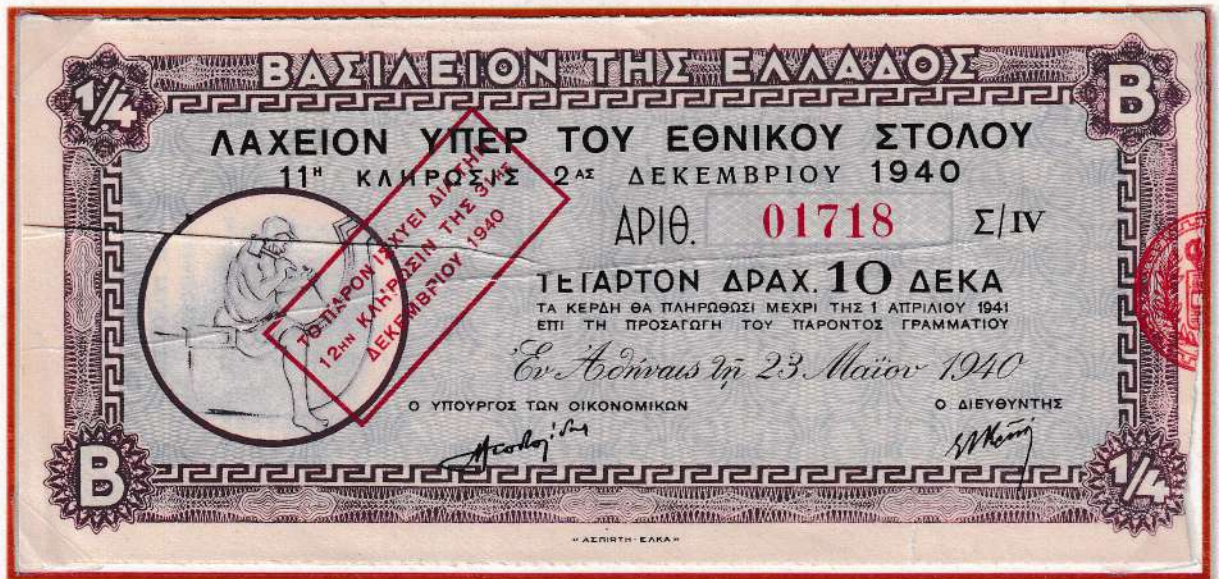 ΒΑΣΙΛΕΙΟΝ ΤΗΣ ΕΛΛΑΔΟΣ
1/4
Β
ΛΑΧΕΙΟΝ ΥΠΕΡ ΤΟΥ ΕΘΝΙΚΟΥ ΣΤΟΛΟΥ
11Η ΚΛΗΡΩΣΙΣ 2ΑΣ ΔΕΚΕΜΒΡΙΟΥ 1940
ΑΡΙΘ. 01718 Σ/IV
ΤΟ ΠΑΡΟΝ ΙΣΧΥΕΙ ΔΙΑ ΤΗΝ
12ΗΝ ΚΛΗΡΩΣΙΝ ΤΗΣ 31ΗΣ
ΔΕΚΕΜΒΡΙΟΥ 1940
ΤΕΤΑΡΤΟΝ ΔΡΑΧ. 10 ΔΕΚΑ
ΤΑ ΚΕΡΔΗ ΘΑ ΠΛΗΡΩΘΩΣΙ ΜΕΧΡΙ ΤΗΣ 1 ΑΠΡΙΛΙΟΥ 1941
ΕΠΙ ΤΗ ΠΡΟΣΑΓΩΓΗ ΤΟΥ ΠΑΡΟΝΤΟΣ ΓΡΑΜΜΑΤΙΟΥ
Ἐν Ἀθήναις τῇ 23 Μαΐου 1940
Ο ΥΠΟΥΡΓΟΣ ΤΩΝ ΟΙΚΟΝΟΜΙΚΩΝ
Ο ΔΙΕΥΘΥΝΤΗΣ
Β
1/4
"ΑΣΠΙΩΤΗ-ΕΛΚΑ"